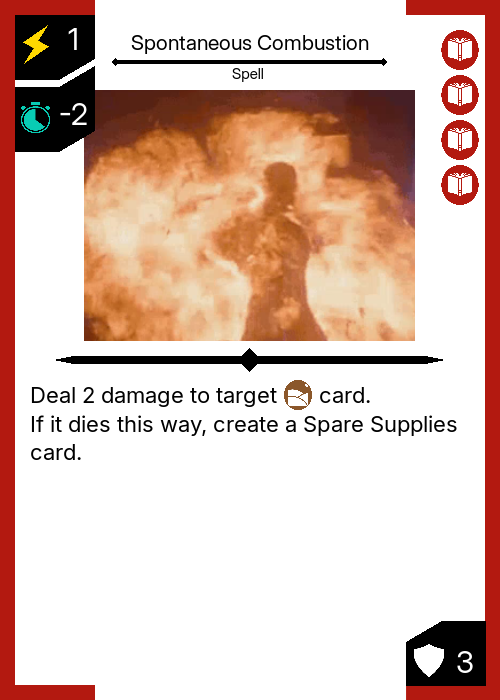 1
Spontaneous Combustion
Spell
-2
Deal 2 damage to target card.
If it dies this way, create a Spare Supplies
card.
3